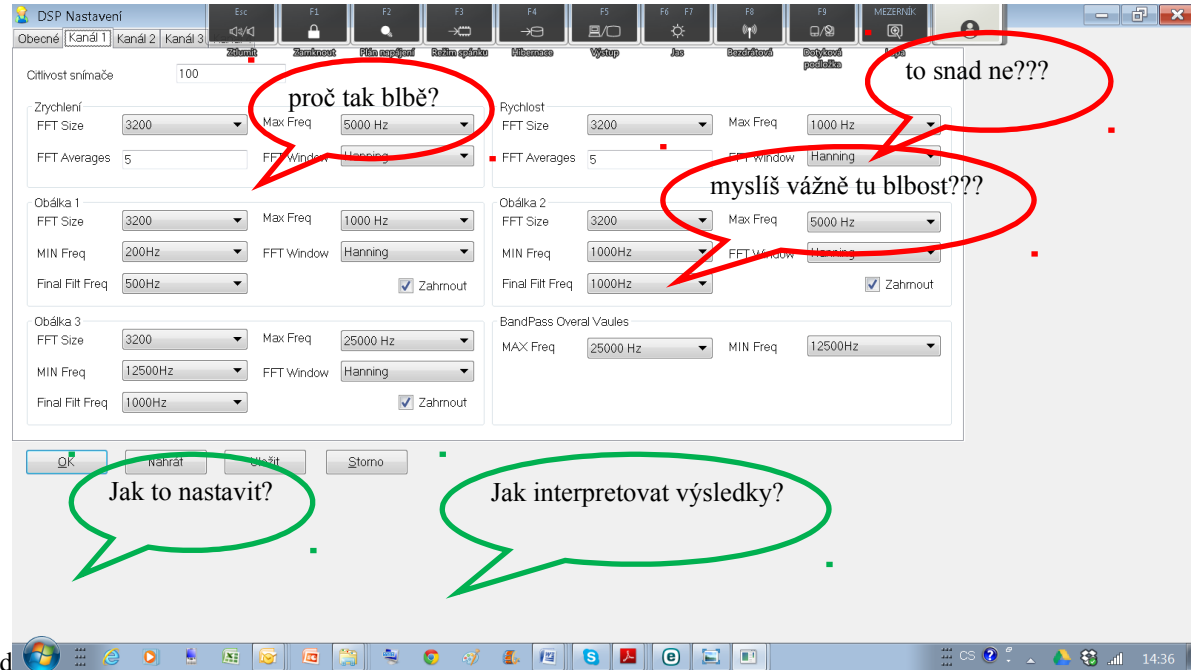 DSP Nastavení
Esc F1 F2 F3 F4 F5 F6 F7 F8 F9 MEZERNÍK
Ztlumit Zamknout Plán napájení Režim spánku Hibernace Výstup Jas Bezdrátová Dotyková podložka Lupa
Obecné Kanál 1 Kanál 2 Kanál 3
to snad ne???
Citlivost snímače 100
proč tak blbě?
Zrychlení
FFT Size 3200 Max Freq 5000 Hz
FFT Averages 5 FFT Window Hanning
Rychlost
FFT Size 3200 Max Freq 1000 Hz
FFT Averages 5 FFT Window Hanning
myslíš vážně tu blbost???
Obálka 1
FFT Size 3200 Max Freq 1000 Hz
MIN Freq 200Hz FFT Window Hanning
Final Filt Freq 500Hz Zahrnout
Obálka 2
FFT Size 3200 Max Freq 5000 Hz
MIN Freq 1000Hz FFT Window Hanning
Final Filt Freq 1000Hz Zahrnout
Obálka 3
FFT Size 3200 Max Freq 25000 Hz
MIN Freq 12500Hz FFT Window Hanning
Final Filt Freq 1000Hz Zahrnout
BandPass Overal Vaules
MAX Freq 25000 Hz MIN Freq 12500Hz
OK Nahrát Uložit Storno
Jak to nastavit?
Jak interpretovat výsledky?
d
CS 14:36